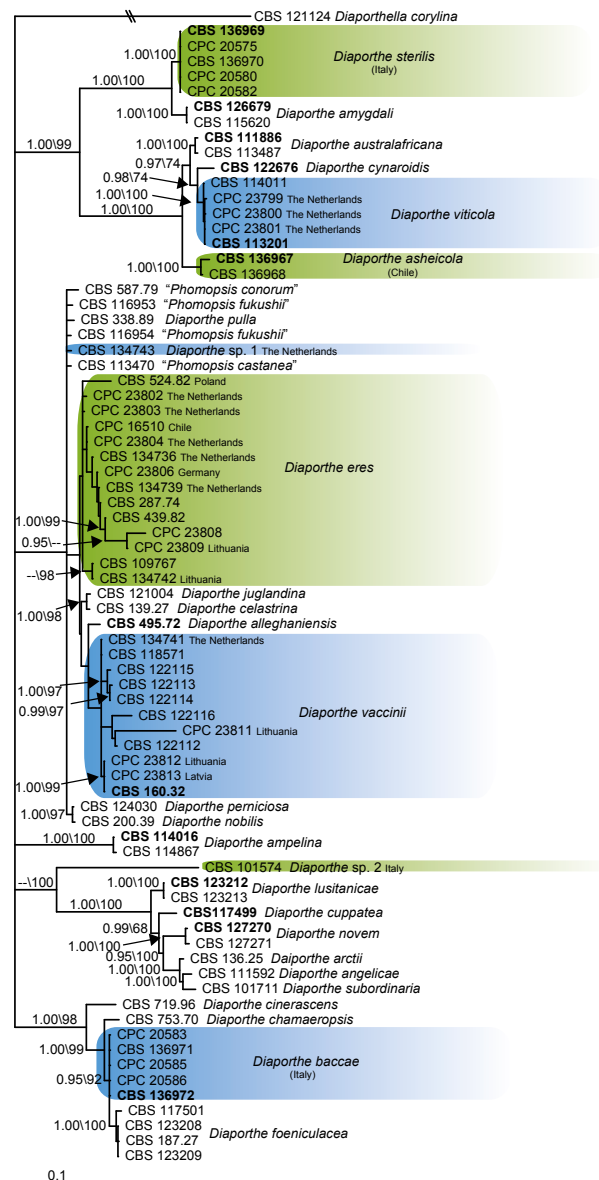 CBS 121124 Diaporthella corylina
CBS 136969
CPC 20575
1.00\100
CBS 136970
Diaporthe sterilis
(Italy)
CPC 20580
1.00\100
CPC 20582
CBS 126679
Diaporthe amygdali
1.00\100
CBS 115620
1.00\99
CBS 111886
Diaporthe australafricana
1.00\100
CBS 113487
0.97\74
CBS 122676 Diaporthe cynaroidis
0.98\74
CBS 114011
1.00\100
CPC 23799 The Netherlands
CPC 23800 The Netherlands
Diaporthe viticola
1.00\100
CPC 23801 The Netherlands
CBS 113201
CBS 136967
Diaporthe asheicola
1.00\100
CBS 136968
(Chile)
CBS 587.79 “Phomopsis conorum”
CBS 116953 “Phomopsis fukushii”
CBS 338.89 Diaporthe pulla
CBS 116954 “Phomopsis fukushii”
CBS 134743 Diaporthe sp. 1 The Netherlands
CBS 113470 “Phomopsis castanea”
CBS 524.82 Poland
CPC 23802 The Netherlands
CPC 23803 The Netherlands
CPC 16510 Chile
CPC 23804 The Netherlands
CBS 134736 The Netherlands
CPC 23806 Germany
Diaporthe eres
CBS 134739 The Netherlands
CBS 287.74
1.00\99
CBS 439.82
CPC 23808
0.95\--
CPC 23809 Lithuania
CBS 109767
--\98
CBS 134742 Lithuania
CBS 121004 Diaporthe juglandina
CBS 139.27 Diaporthe celastrina
1.00\98
CBS 495.72 Diaporthe alleghaniensis
CBS 134741 The Netherlands
CBS 118571
CBS 122115
1.00\97
CBS 122113
0.99\97
CBS 122114
Diaporthe vaccinii
CBS 122116
CPC 23811 Lithuania
CBS 122112
CPC 23812 Lithuania
CPC 23813 Latvia
1.00\99
CBS 160.32
CBS 124030 Diaporthe perniciosa
1.00\97
CBS 200.39 Diaporthe nobilis
CBS 114016
Diaporthe ampelina
1.00\100
CBS 114867
CBS 101574 Diaporthe sp. 2 Italy
--\100
1.00\100
CBS 123212
Diaporthe lusitanicae
CBS 123213
1.00\100
CBS117499 Diaporthe cuppatea
0.99\68
CBS 127270
Diaporthe novem
1.00\100
CBS 127271
0.95\100
CBS 136.25 Daiporthe arctii
1.00\100
CBS 111592 Diaporthe angelicae
1.00\100
CBS 101711 Diaporthe subordinaria
CBS 719.96 Diaporthe cinerascens
1.00\98
CBS 753.70 Diaporthe chamaeropsis
CPC 20583
1.00\99
CBS 136971
Diaporthe baccae
(Italy)
CPC 20585
0.95\92
CPC 20586
CBS 136972
CBS 117501
1.00\100
CBS 123208
Diaporthe foeniculacea
CBS 187.27
CBS 123209
0.1